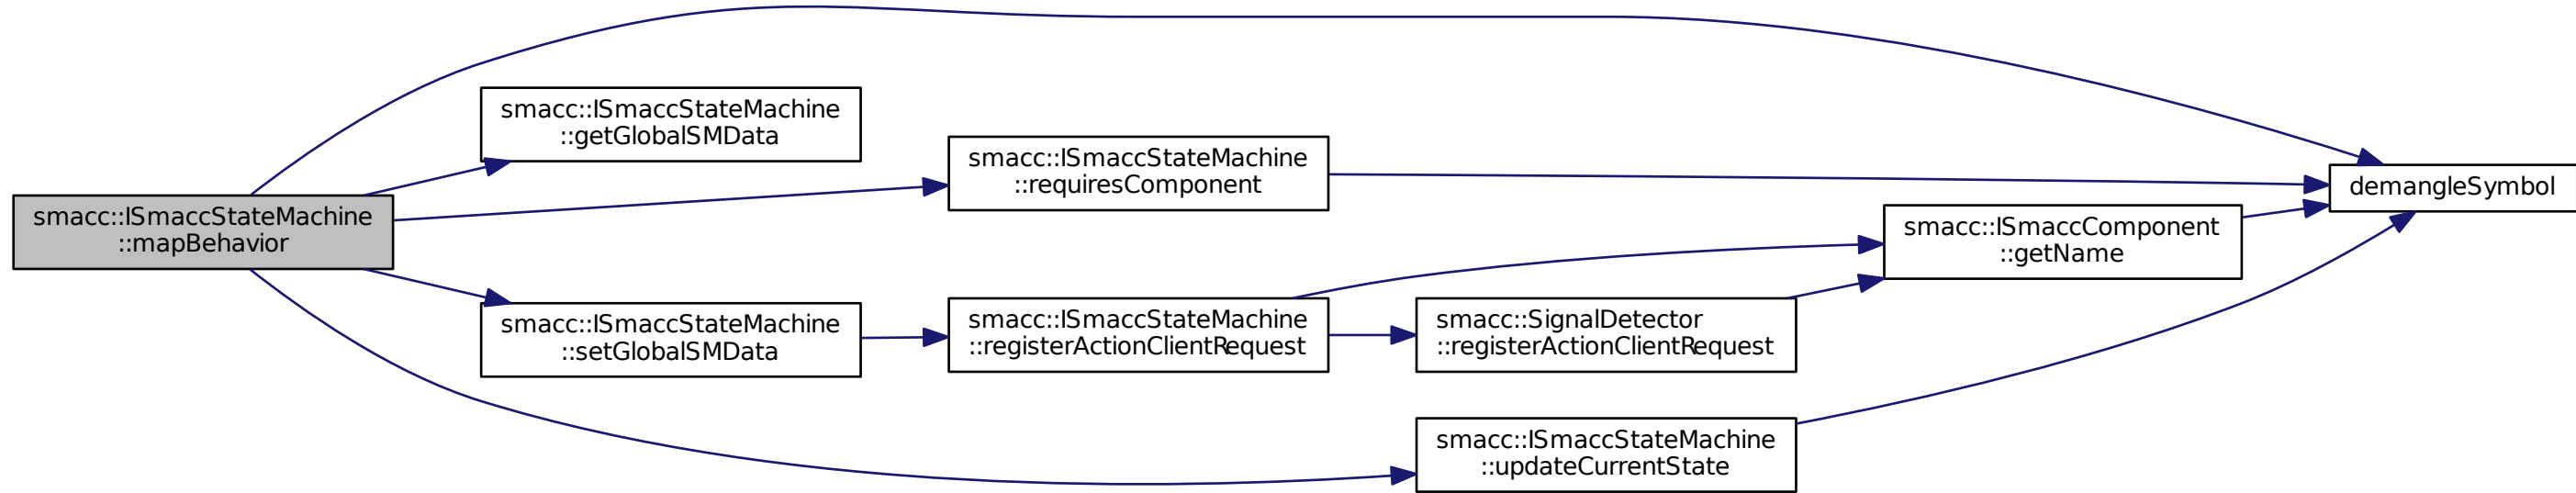 smacc::ISmaccStateMachine
::mapBehavior
smacc::ISmaccStateMachine
::getGlobalSMData
smacc::ISmaccStateMachine
::setGlobalSMData
smacc::ISmaccStateMachine
::requiresComponent
smacc::ISmaccStateMachine
::registerActionClientRequest
smacc::SignalDetector
::registerActionClientRequest
smacc::ISmaccStateMachine
::updateCurrentState
smacc::ISmaccComponent
::getName
demangleSymbol